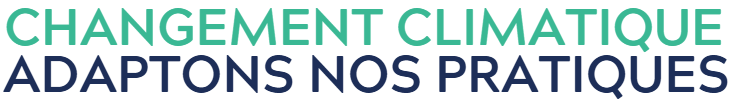 CHANGEMENT CLIMATIQUE
ADAPTONS NOS PRATIQUES